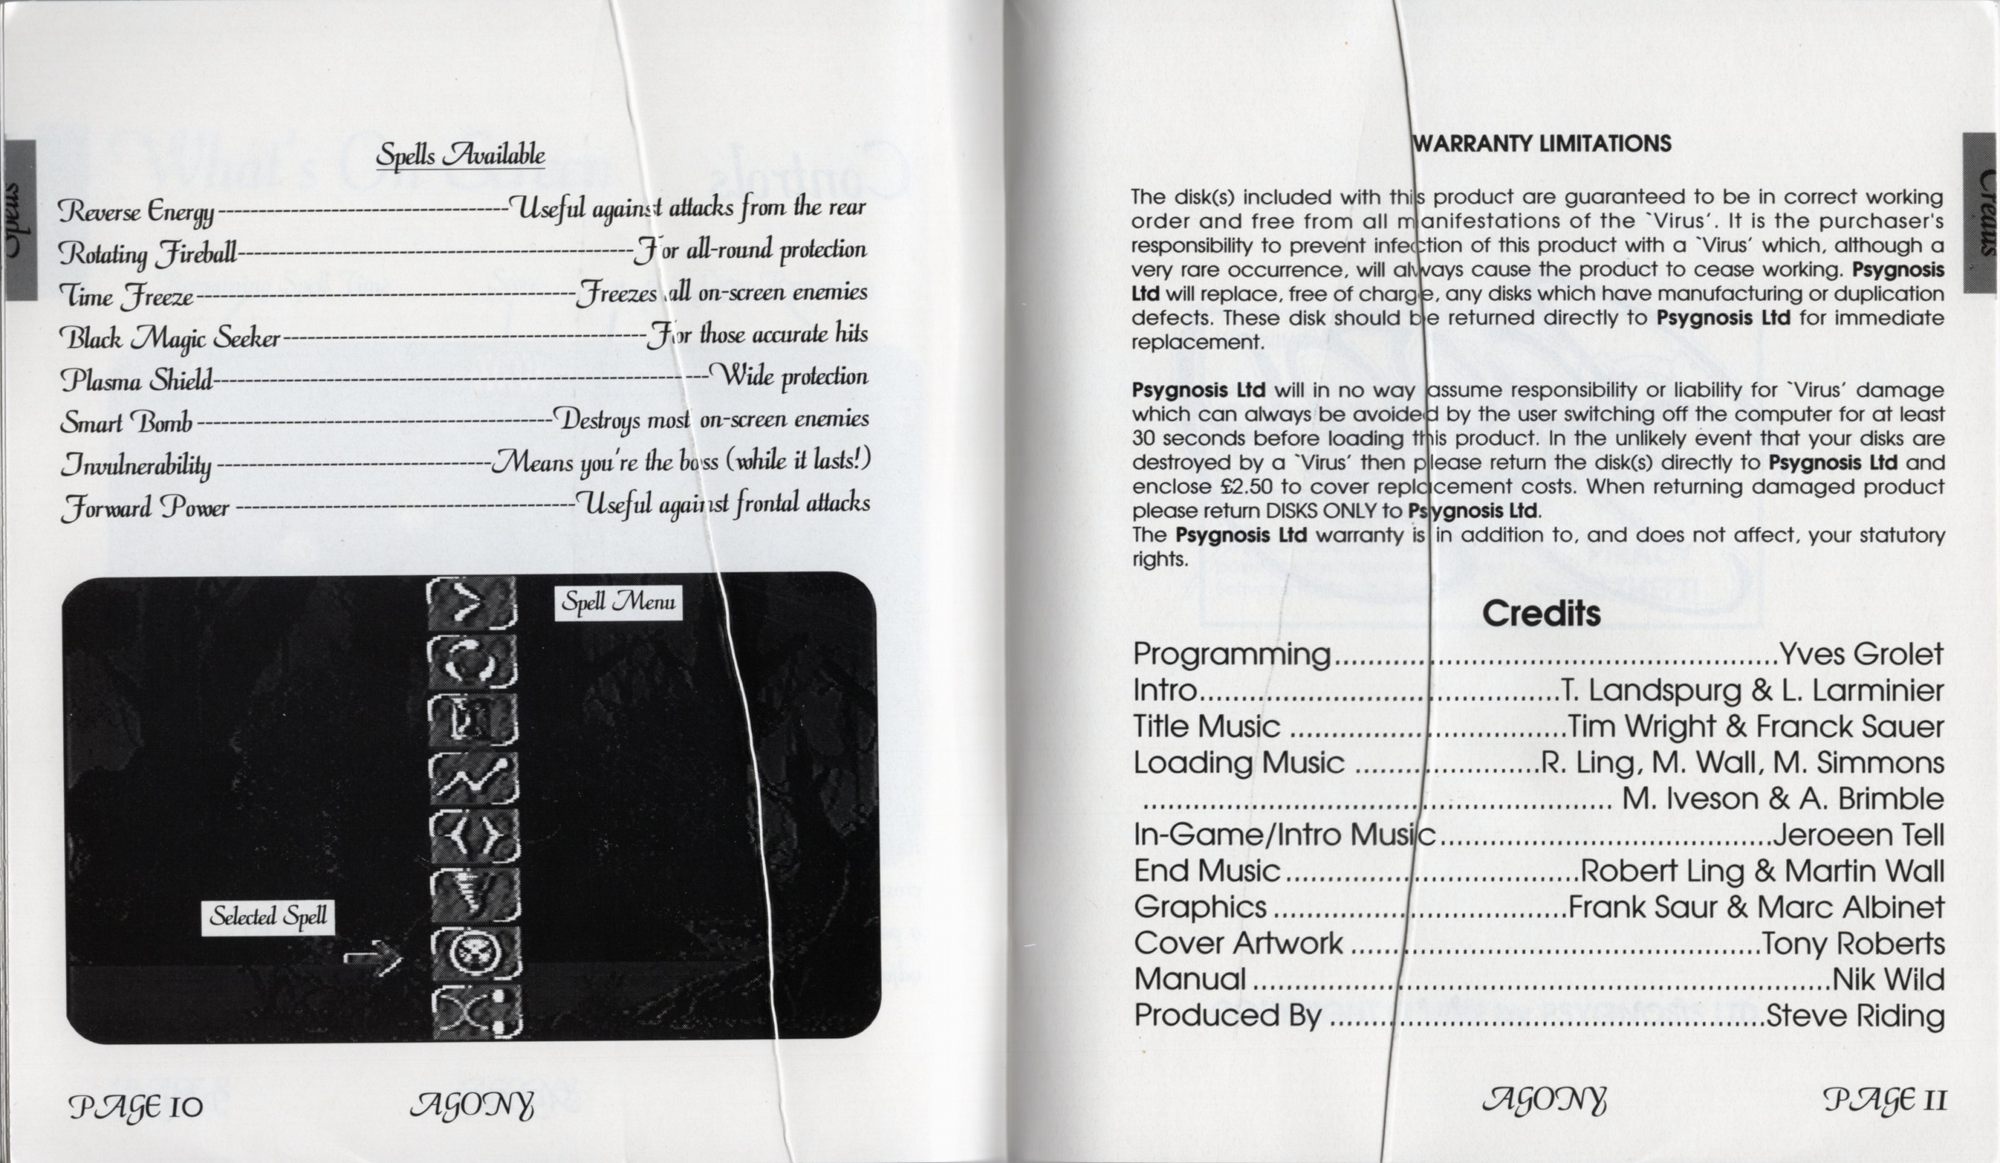 Spells
Spells Available
Reverse Energy------------------------------------Useful against attacks from the rear
Rotating Fireball-------------------------------------------------For all-round protection
Time Freeze-----------------------------------------------Freezes all on-screen enemies
Black Magic Seeker---------------------------------------------For those accurate hits
Plasma Shield-------------------------------------------------------------Wide protection
Smart Bomb --------------------------------------------Destroys most on-screen enemies
Invulnerability ----------------------------------Means you're the boss (while it lasts!)
Forward Power ------------------------------------------Useful against frontal attacks
Spell Menu
Selected Spell
PAGE 10 AGONY
Credits
WARRANTY LIMITATIONS
The disk(s) included with this product are guaranteed to be in correct working
order and free from all manifestations of the `Virus'. It is the purchaser's
responsibility to prevent infection of this product with a `Virus' which, although a
very rare occurrence, will always cause the product to cease working. Psygnosis
Ltd will replace, free of charge, any disks which have manufacturing or duplication
defects. These disk should be returned directly to Psygnosis Ltd for immediate
replacement.
Psygnosis Ltd will in no way assume responsibility or liability for `Virus' damage
which can always be avoided by the user switching off the computer for at least
30 seconds before loading this product. In the unlikely event that your disks are
destroyed by a `Virus' then please return the disk(s) directly to Psygnosis Ltd and
enclose £2.50 to cover replacement costs. When returning damaged product
please return DISKS ONLY to Psygnosis Ltd.
The Psygnosis Ltd warranty is in addition to, and does not affect, your statutory
rights.
Credits
Programming......................................................Yves Grolet
Intro............................................T. Landspurg & L. Larminier
Title Music ..................................Tim Wright & Franck Sauer
Loading Music .......................R. Ling, M. Wall, M. Simmons
......................................................... M. Iveson & A. Brimble
In-Game/Intro Music.........................................Jeroeen Tell
End Music....................................Robert Ling & Martin Wall
Graphics ....................................Frank Saur & Marc Albinet
Cover Artwork ..................................................Tony Roberts
Manual ......................................................................Nik Wild
Produced By .....................................................Steve Riding
AGONY PAGE 11